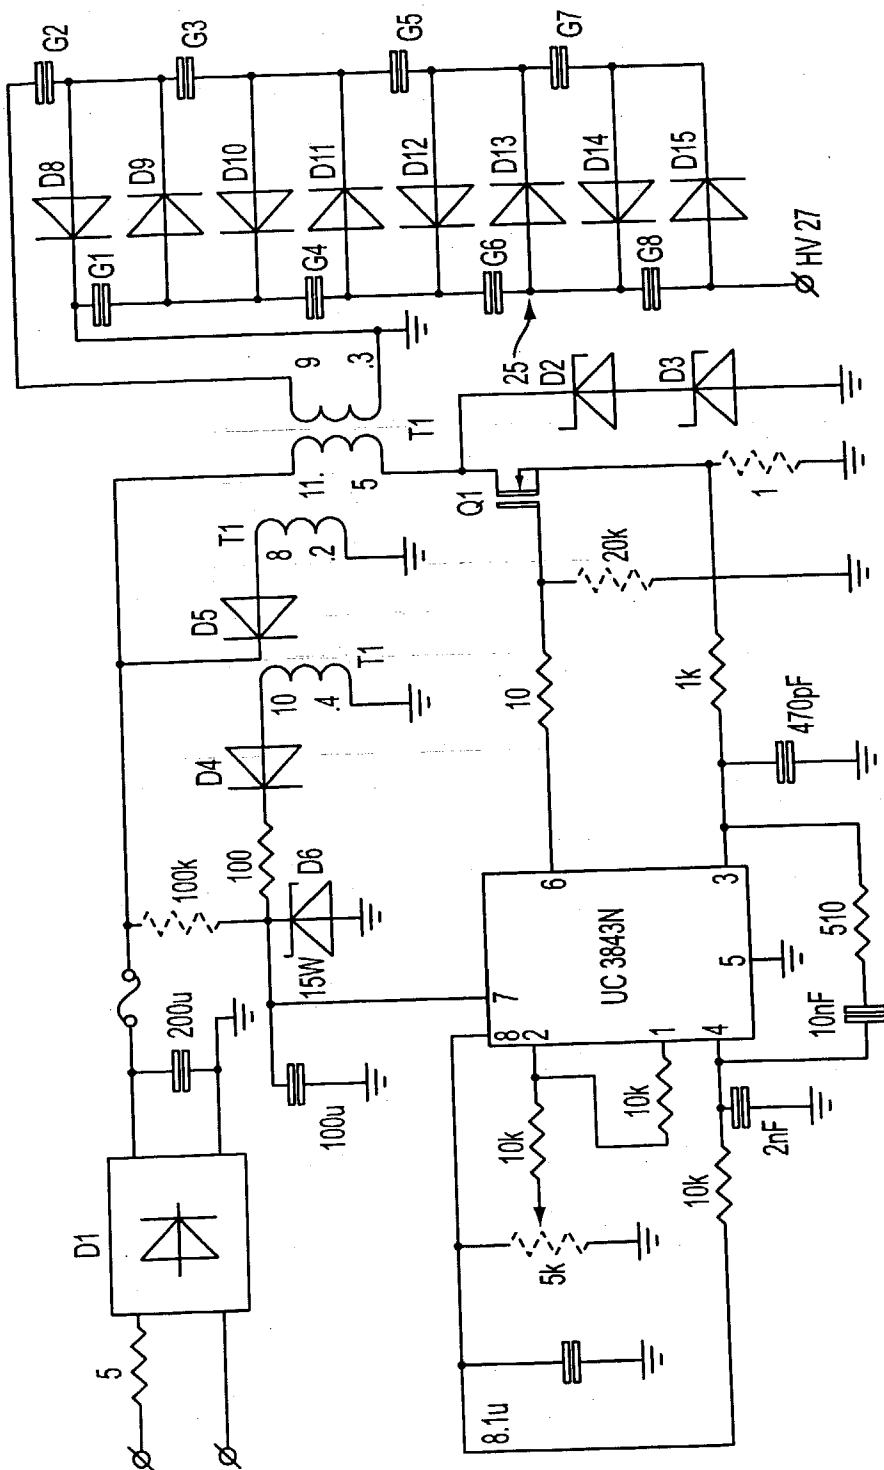 5
D1
200u
100k
100u
15W
D6
100
D4
10
.4
T1
D5
8
.2
T1
11.
5
9
.3
T1
G2
G3
G5
G7
D8
D9
D10
D11
D12
D13
D14
D15
G1
G4
G6
G8
25
HV 27
D2
D3
Q1
20k
1
10
1k
470pF
UC 3843N
7
8
2
1
4
5
6
3
510
10nF
10k
10k
10k
2nF
5k
8.1u